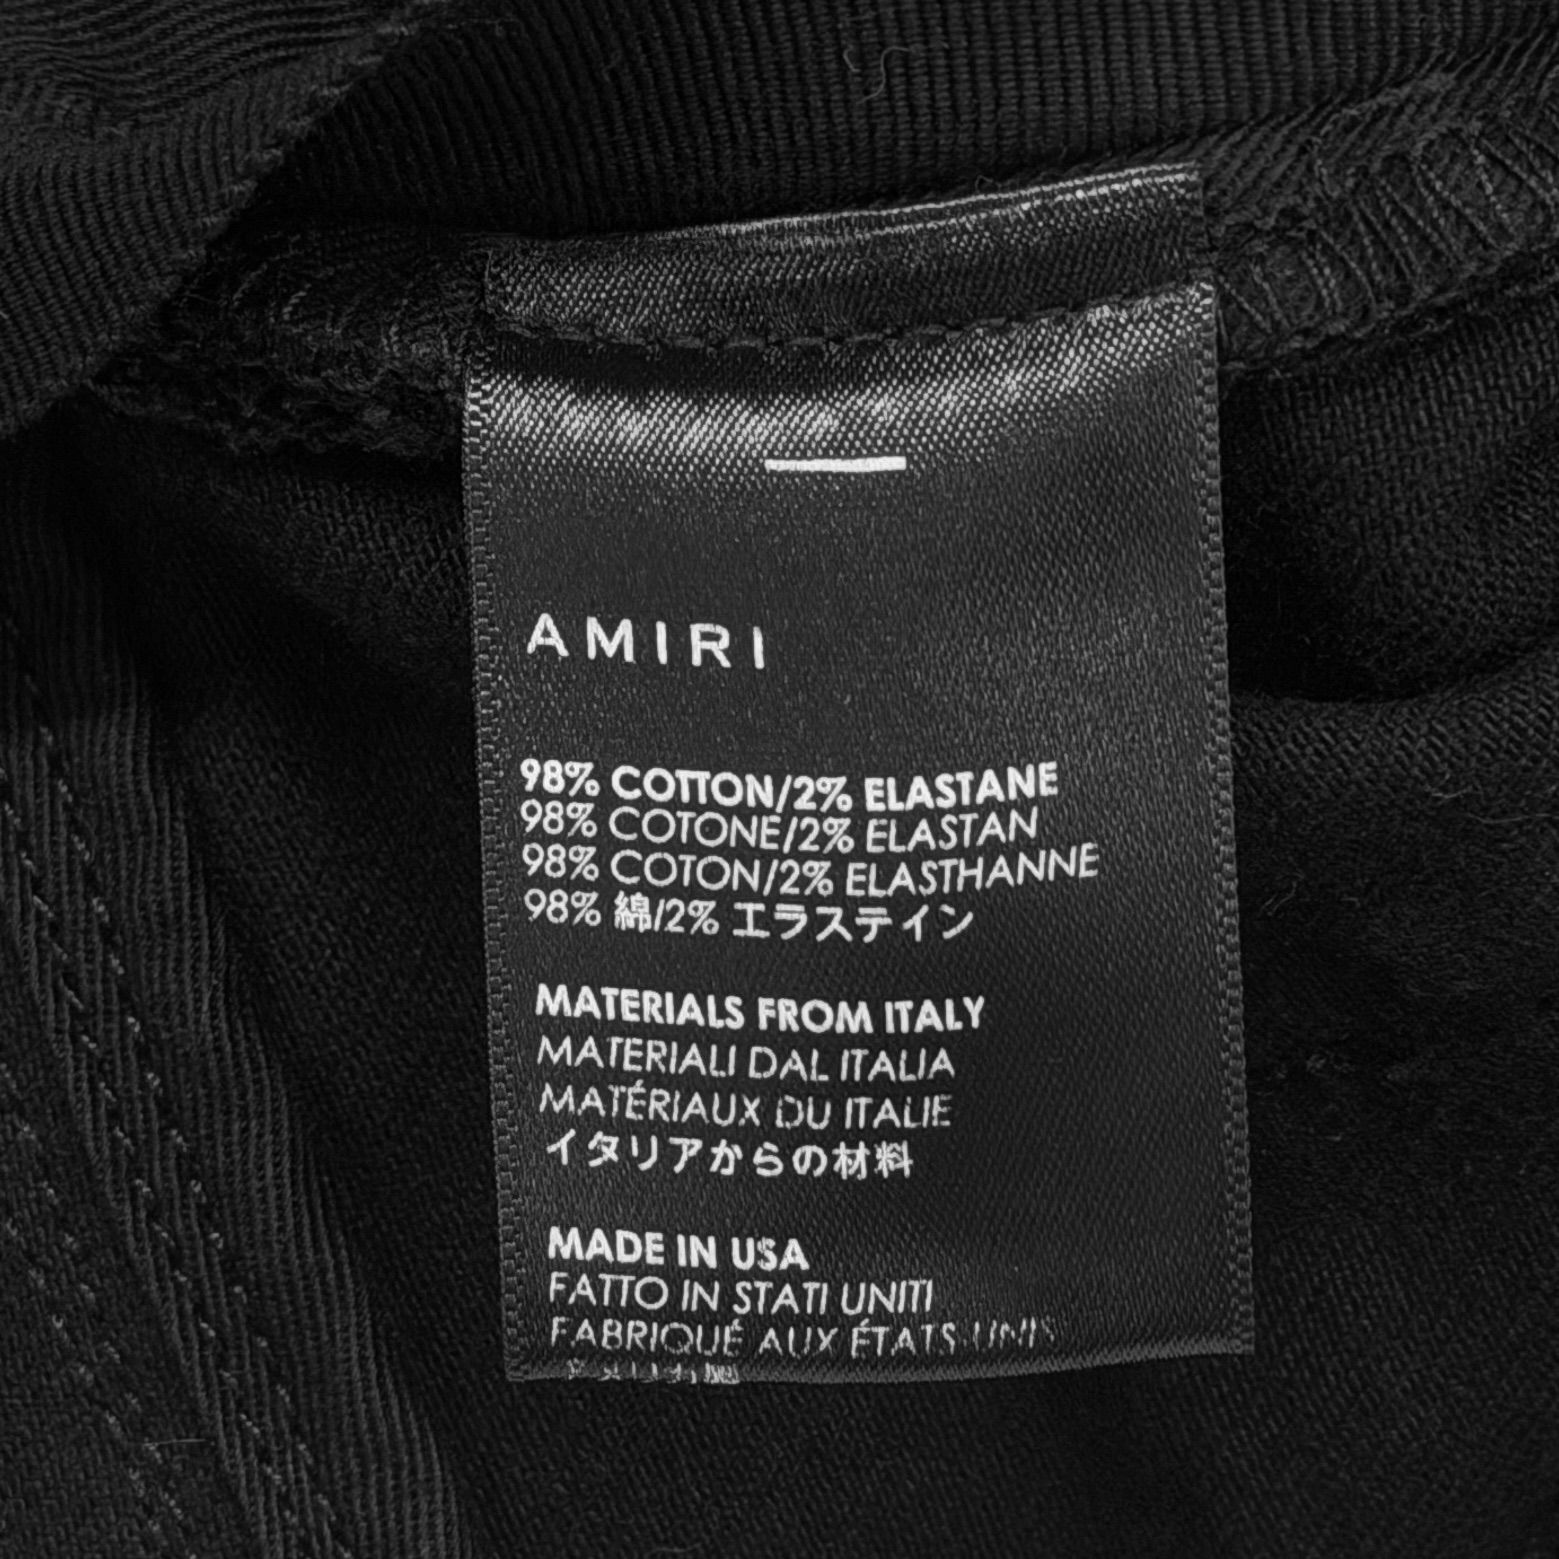 AMIRI
98% COTTON/2% ELASTANE
98% COTONE/2% ELASTAN
98% COTON/2% ELASTHANNE
98% 綿/2% エラステイン
MATERIALS FROM ITALY
MATERIALI DAL ITALIA
MATÉRIAUX DU ITALIE
イタリアからの材料
MADE IN USA
FATTO IN STATI UNITI
FABRIQUÉ AUX ÉTATS-UNIS